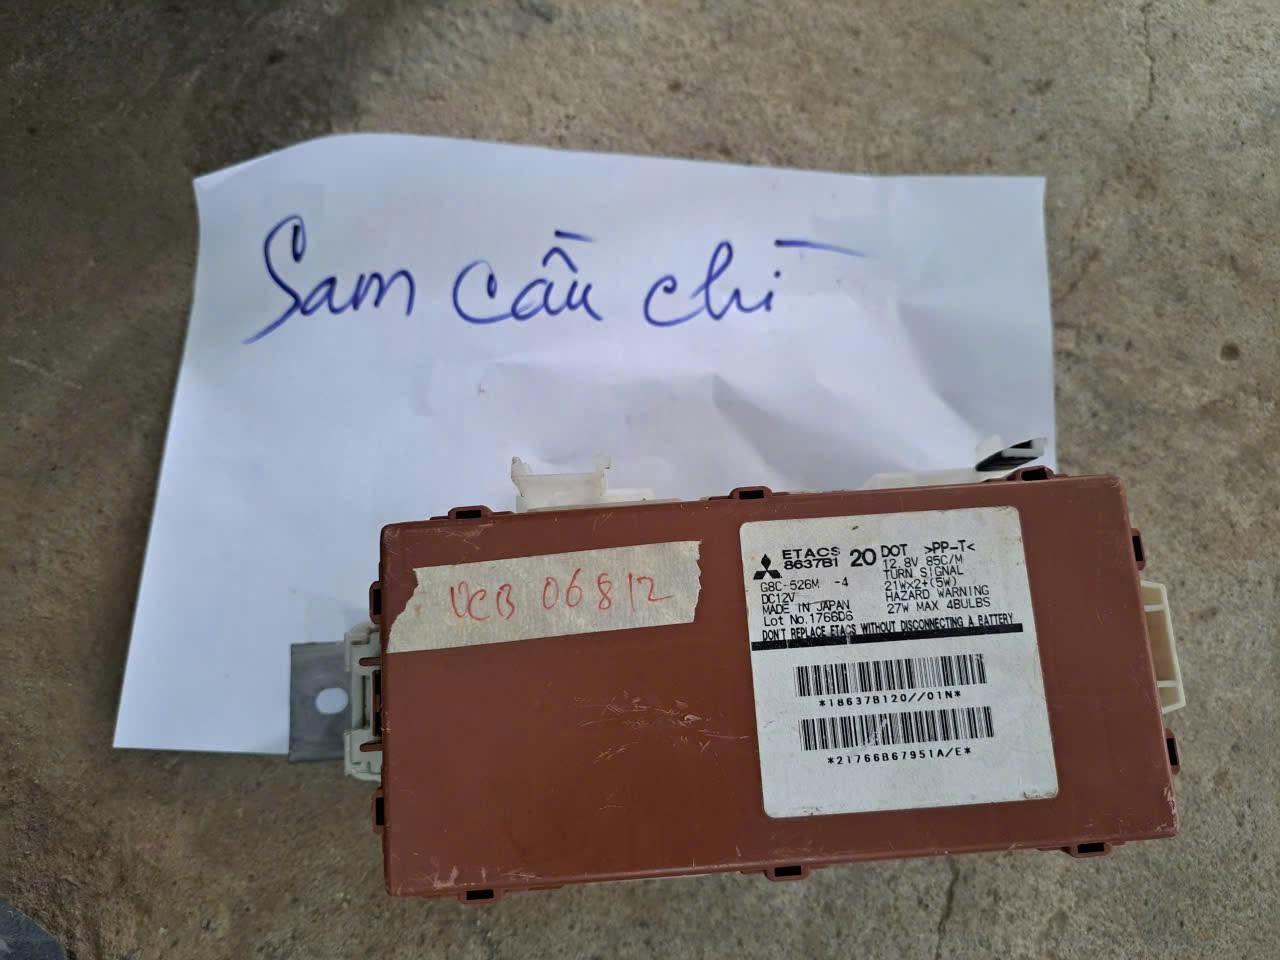 Sam cầu chì
VCB 06812
ETACS
8637B1 20
G8C-526M -4
DC12V
MADE IN JAPAN
Lot No.1766D6
DOT >PP-T<
12.8V 85C/M
TURN SIGNAL
21W×2+(5W)
HAZARD WARNING
27W MAX 4BULBS
DON'T REPLACE ETACS WITHOUT DISCONNECTING A BATTERY
*18637B120//01N*
*21766B67951A/E*